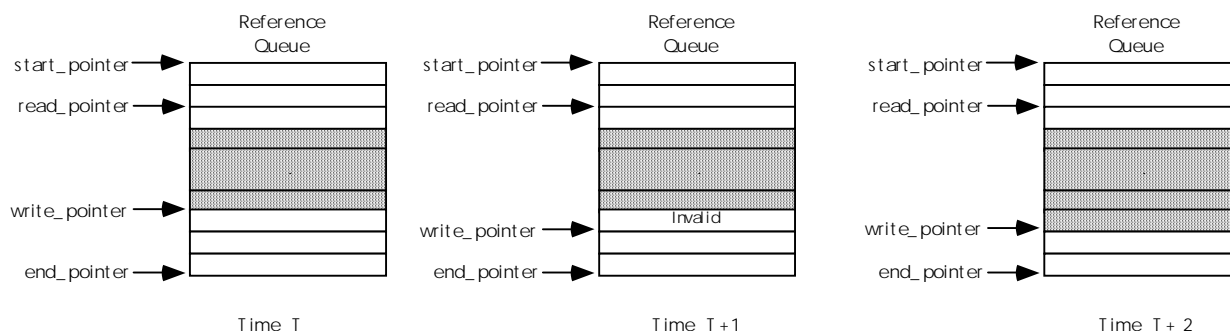 Reference
Queue
start_pointer
read_pointer
write_pointer
end_pointer
Time T
Reference
Queue
start_pointer
read_pointer
Invalid
write_pointer
end_pointer
Time T+1
Reference
Queue
start_pointer
read_pointer
write_pointer
end_pointer
Time T+ 2